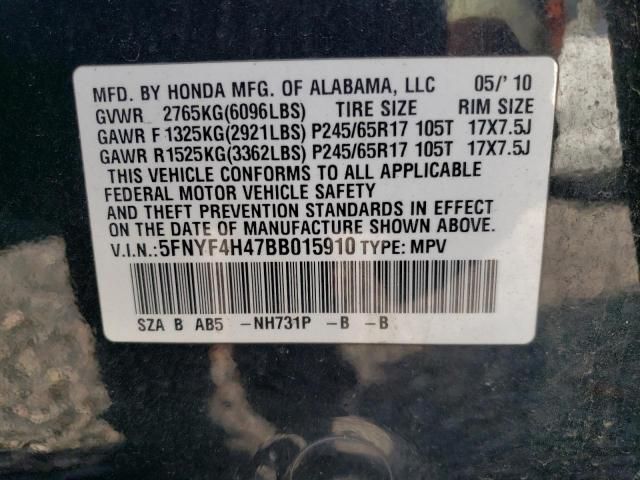 MFD. BY HONDA MFG. OF ALABAMA, LLC 05/'10
GVWR 2765KG(6096LBS) TIRE SIZE RIM SIZE
GAWR F1325KG(2921LBS) P245/65R17 105T 17X7.5J
GAWR R1525KG(3362LBS) P245/65R17 105T 17X7.5J
THIS VEHICLE CONFORMS TO ALL APPLICABLE
FEDERAL MOTOR VEHICLE SAFETY
AND THEFT PREVENTION STANDARDS IN EFFECT
ON THE DATE OF MANUFACTURE SHOWN ABOVE.
V.I.N.:5FNYF4H47BB015910 TYPE: MPV
SZA B AB5 -NH731P -B -B